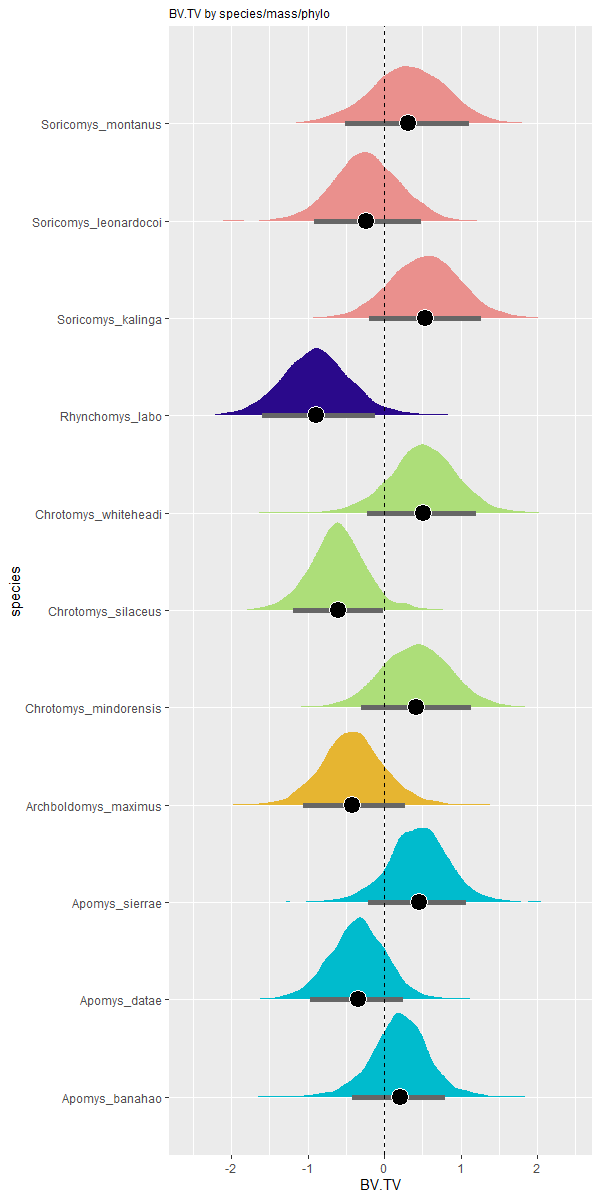 BV.TV by species/mass/phylo
Soricomys_montanus
Soricomys_leonardocoi
Soricomys_kalinga
Rhynchomys_labo
Chrotomys_whiteheadi
Chrotomys_silaceus
Chrotomys_mindorensis
Archboldomys_maximus
Apomys_sierrae
Apomys_datae
Apomys_banahao
species
-2 -1 0 1 2
BV.TV